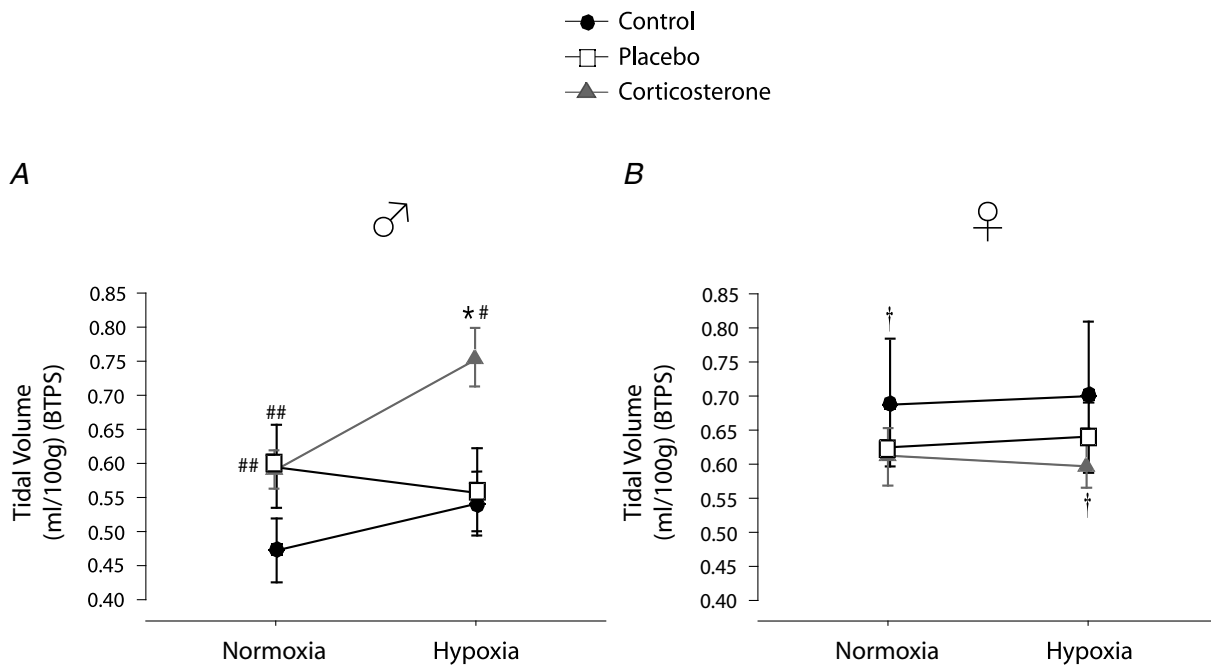 Control
Placebo
Corticosterone
A
B
♂
♀
Tidal Volume
(ml/100g) (BTPS)
0.85
0.80
0.75
0.70
0.65
0.60
0.55
0.50
0.45
0.40
* #
##
##
Normoxia
Hypoxia
Tidal Volume
(ml/100g) (BTPS)
0.85
0.80
0.75
0.70
0.65
0.60
0.55
0.50
0.45
0.40
†
†
Normoxia
Hypoxia